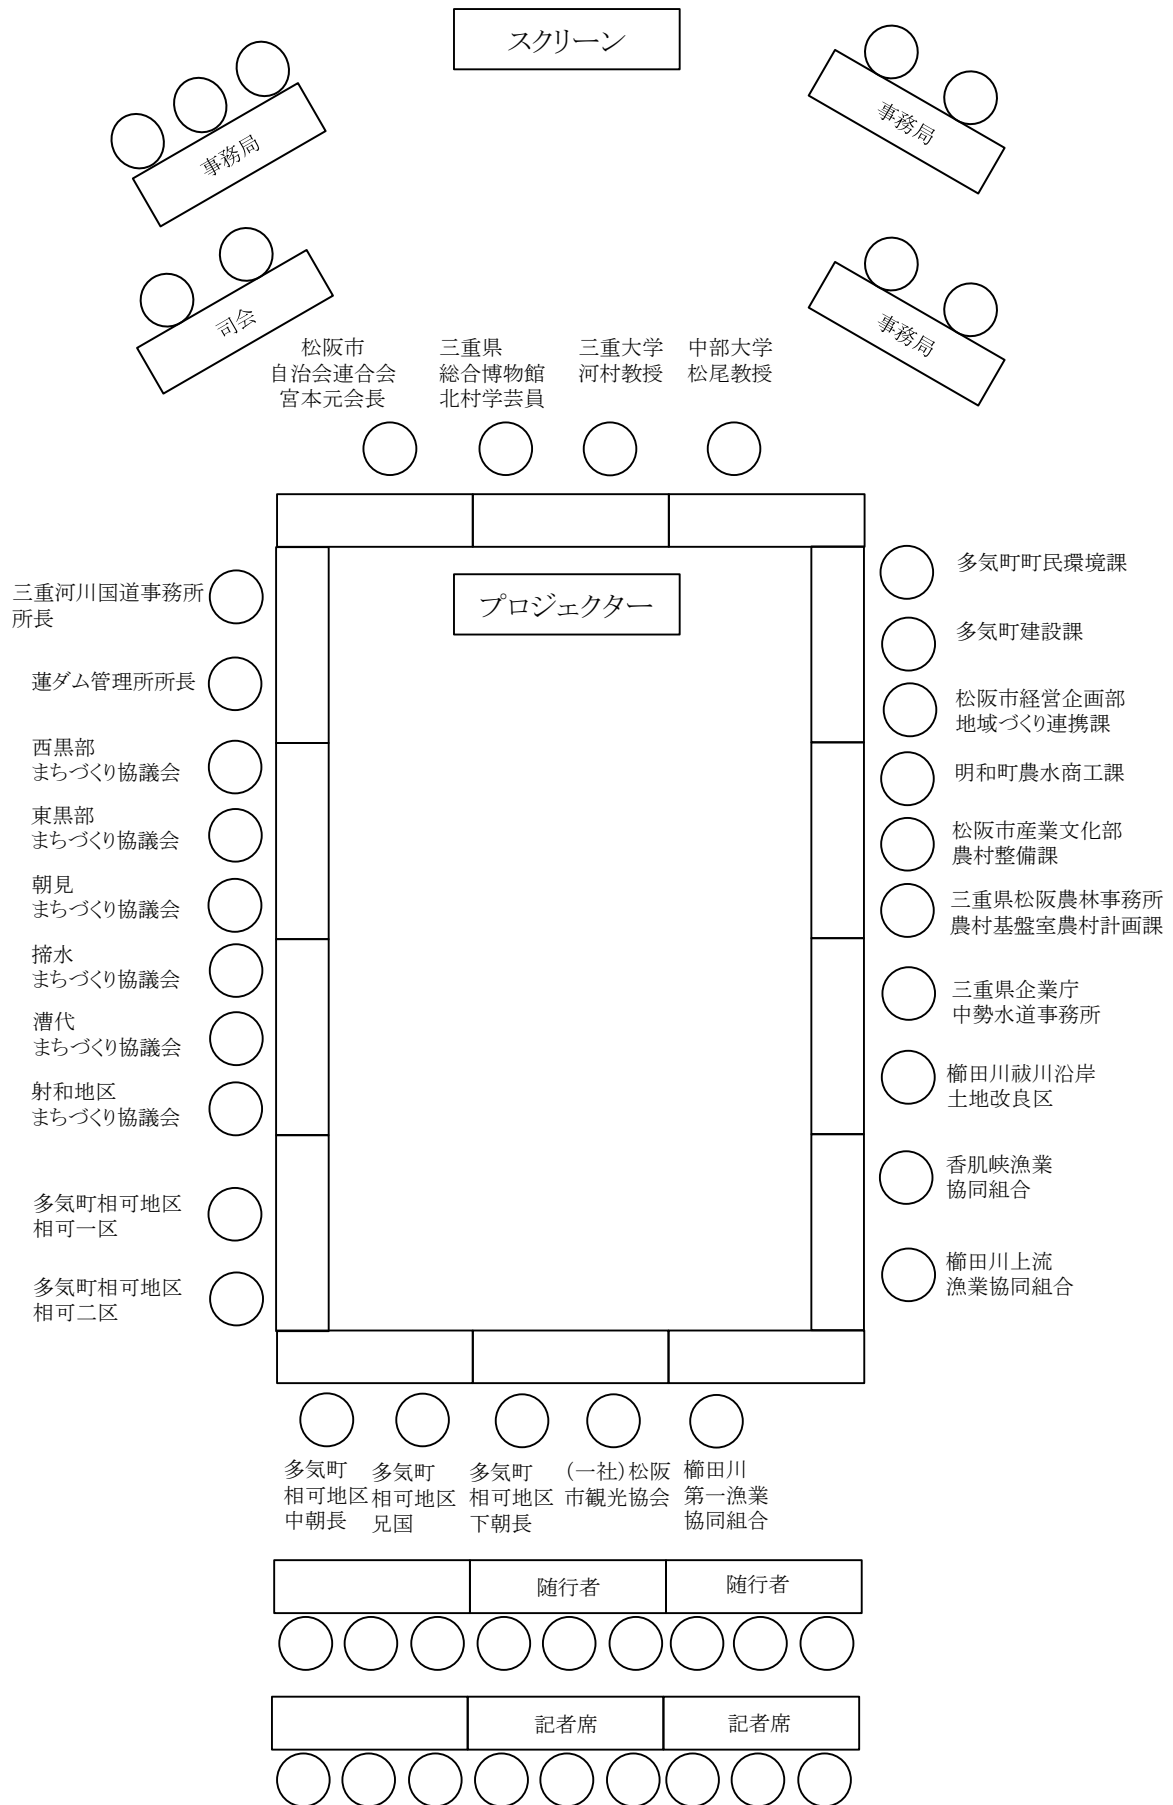 スクリーン
事務局
事務局
司会
事務局
松阪市
自治会連合会
宮本元会長
三重県
総合博物館
北村学芸員
三重大学
河村教授
中部大学
松尾教授
プロジェクター
三重河川国道事務所
所長
蓮ダム管理所所長
西黒部
まちづくり協議会
東黒部
まちづくり協議会
朝見
まちづくり協議会
揥水
まちづくり協議会
漕代
まちづくり協議会
射和地区
まちづくり協議会
多気町相可地区
相可一区
多気町相可地区
相可二区
多気町町民環境課
多気町建設課
松阪市経営企画部
地域づくり連携課
明和町農水商工課
松阪市産業文化部
農村整備課
三重県松阪農林事務所
農村基盤室農村計画課
三重県企業庁
中勢水道事務所
櫛田川祓川沿岸
土地改良区
香肌峡漁業
協同組合
櫛田川上流
漁業協同組合
多気町
相可地区
中朝長
多気町
相可地区
兄国
多気町
相可地区
下朝長
（一社）松阪
市観光協会
櫛田川
第一漁業
協同組合
随行者
随行者
記者席
記者席